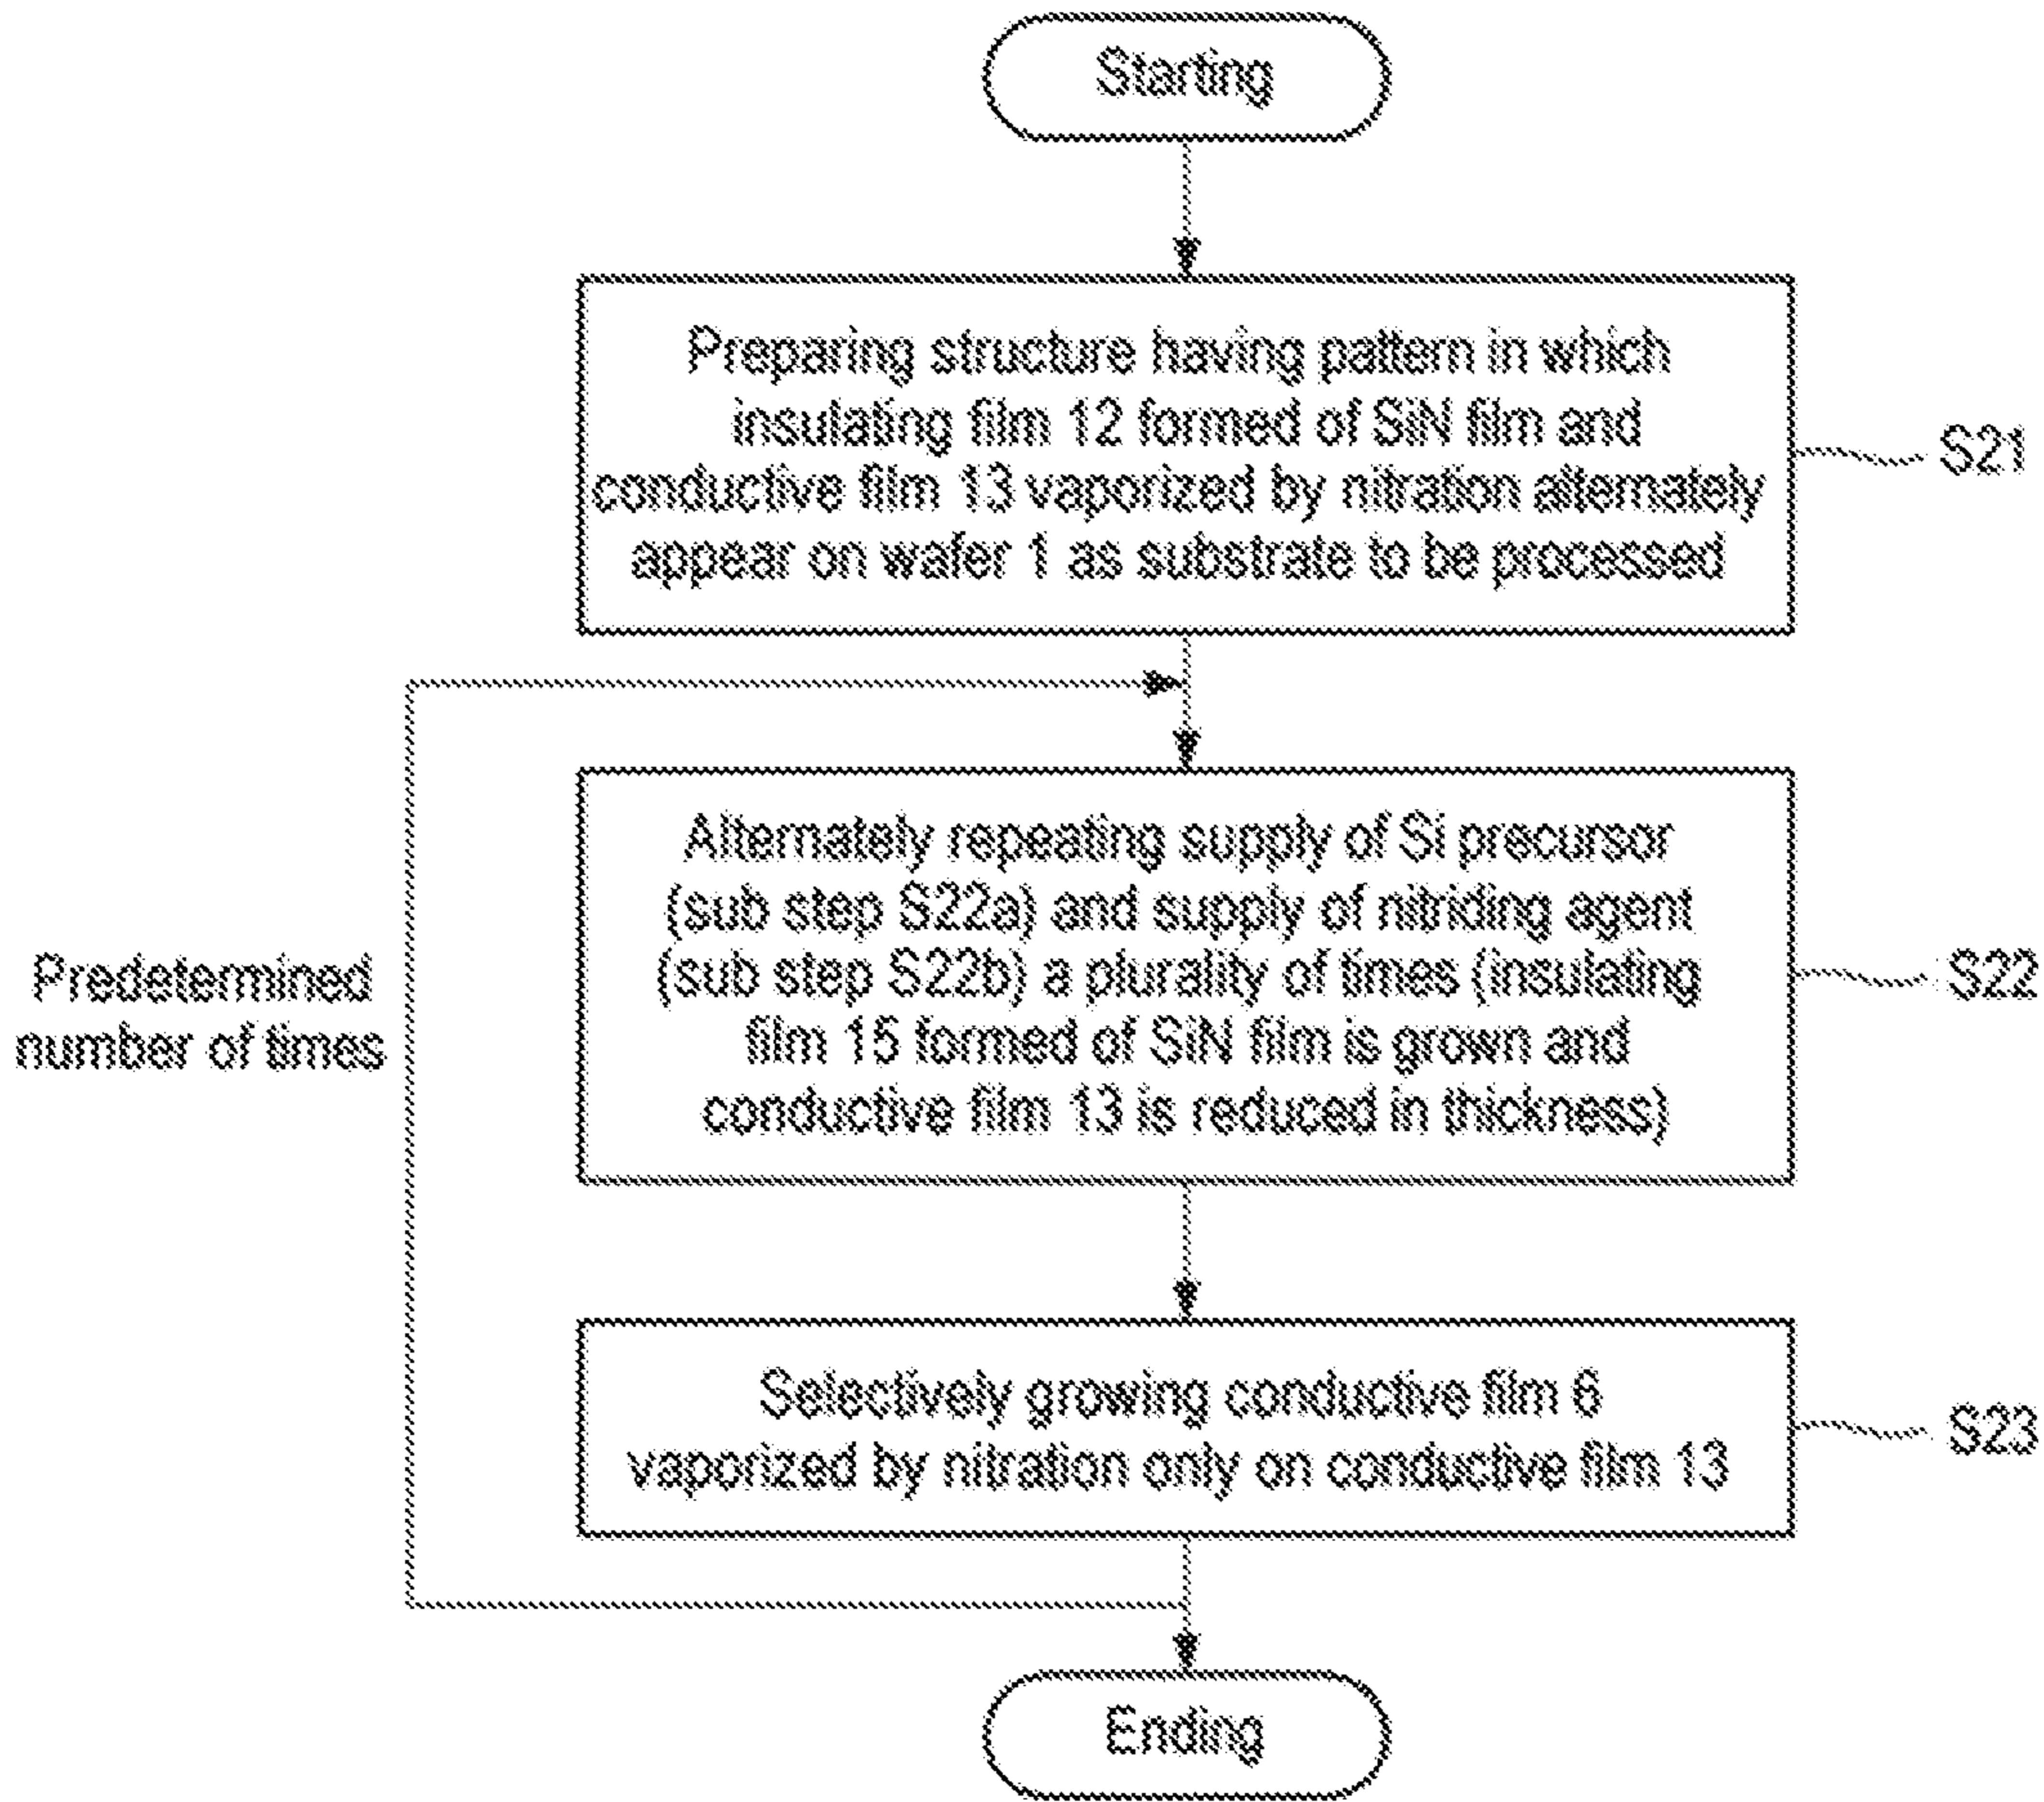 Starting
Preparing structure having pattern in which
insulating film 12 formed of SiN film and
conductive film 13 vaporized by nitration alternately
appear on wafer 1 as substrate to be processed
S21
Alternately repeating supply of Si precursor
(sub step S22a) and supply of nitriding agent
(sub step S22b) a plurality of times (insulating
film 15 formed of SiN film is grown and
conductive film 13 is reduced in thickness)
S22
Predetermined
number of times
Selectively growing conductive film 6
vaporized by nitration only on conductive film 13
S23
Ending